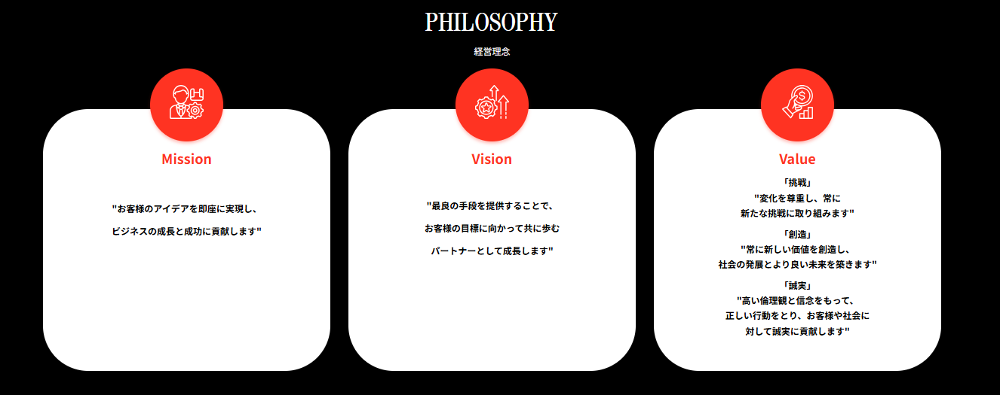 PHILOSOPHY
経営理念
Mission
"お客様のアイデアを即座に実現し、
ビジネスの成長と成功に貢献します"
Vision
"最良の手段を提供することで、
お客様の目標に向かって共に歩む
パートナーとして成長します"
Value
「挑戦」
"変化を尊重し、常に
新たな挑戦に取り組みます"
「創造」
"常に新しい価値を創造し、
社会の発展とより良い未来を築きます"
「誠実」
"高い倫理観と信念をもって、
正しい行動をとり、お客様や社会に
対して誠実に貢献します"